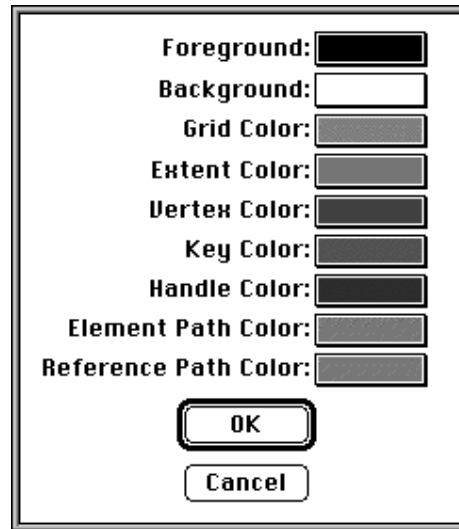 Foreground:
Background:
Grid Color:
Extent Color:
Vertex Color:
Key Color:
Handle Color:
Element Path Color:
Reference Path Color:
OK
Cancel